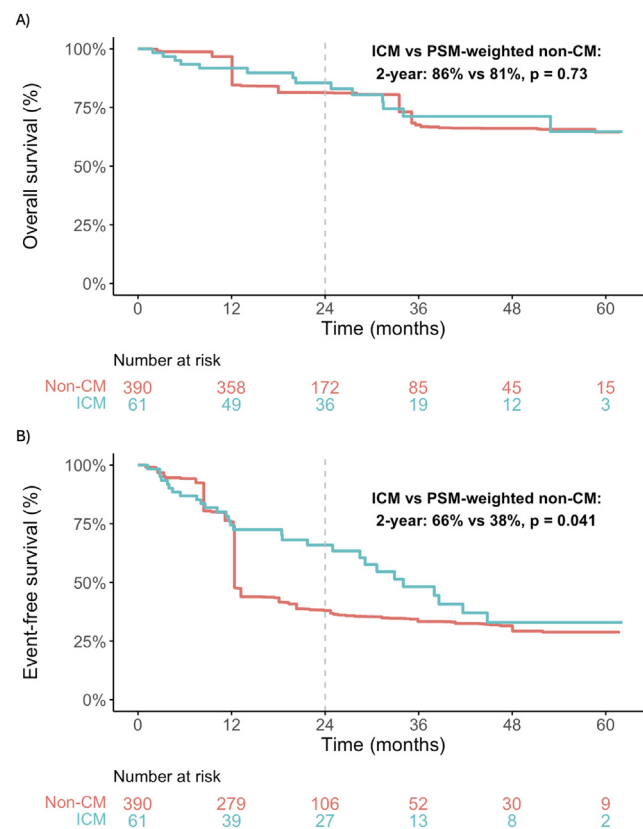 A)
ICM vs PSM-weighted non-CM:
2-year: 86% vs 81%, p = 0.73
Overall survival (%)
100%
75%
50%
25%
0%
0 12 24 36 48 60
Time (months)
Number at risk
Non-CM 390 358 172 85 45 15
ICM 61 49 36 19 12 3
B)
ICM vs PSM-weighted non-CM:
2-year: 66% vs 38%, p = 0.041
Event-free survival (%)
100%
75%
50%
25%
0%
0 12 24 36 48 60
Time (months)
Number at risk
Non-CM 390 279 106 52 30 9
ICM 61 39 27 13 8 2